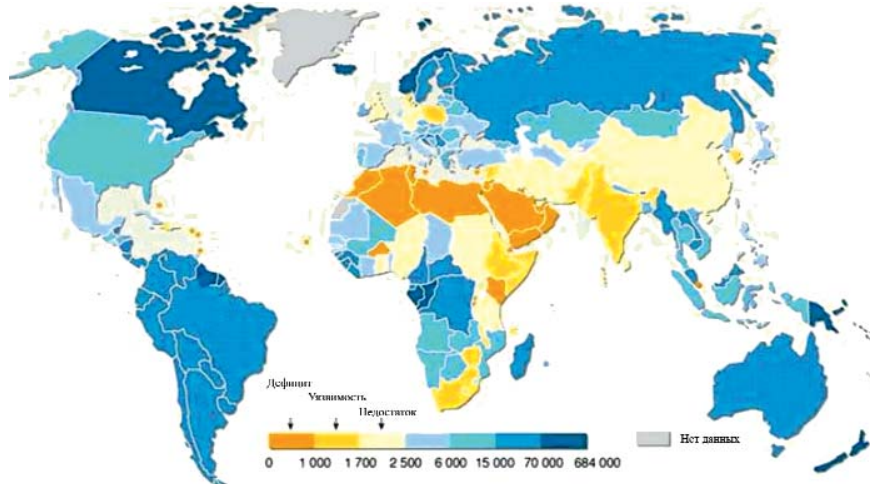 Дефицит
Уязвимость
Недостаток
0 1 000 1 700 2 500 6 000 15 000 70 000 684 000
Нет данных